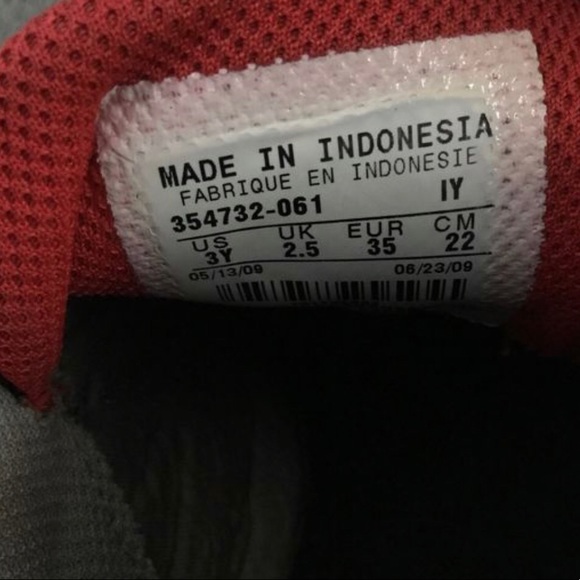 MADE IN INDONESIA
FABRIQUE EN INDONESIE
354732-061 IY
US UK EUR CM
3Y 2.5 35 22
05/13/09 06/23/09